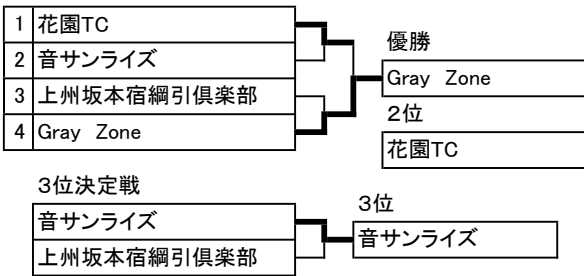 1 花園TC
2 音サンライズ
3 上州坂本宿綱引倶楽部
4 Gray Zone
優勝
Gray Zone
2位
花園TC
3位決定戦
音サンライズ
上州坂本宿綱引倶楽部
3位
音サンライズ